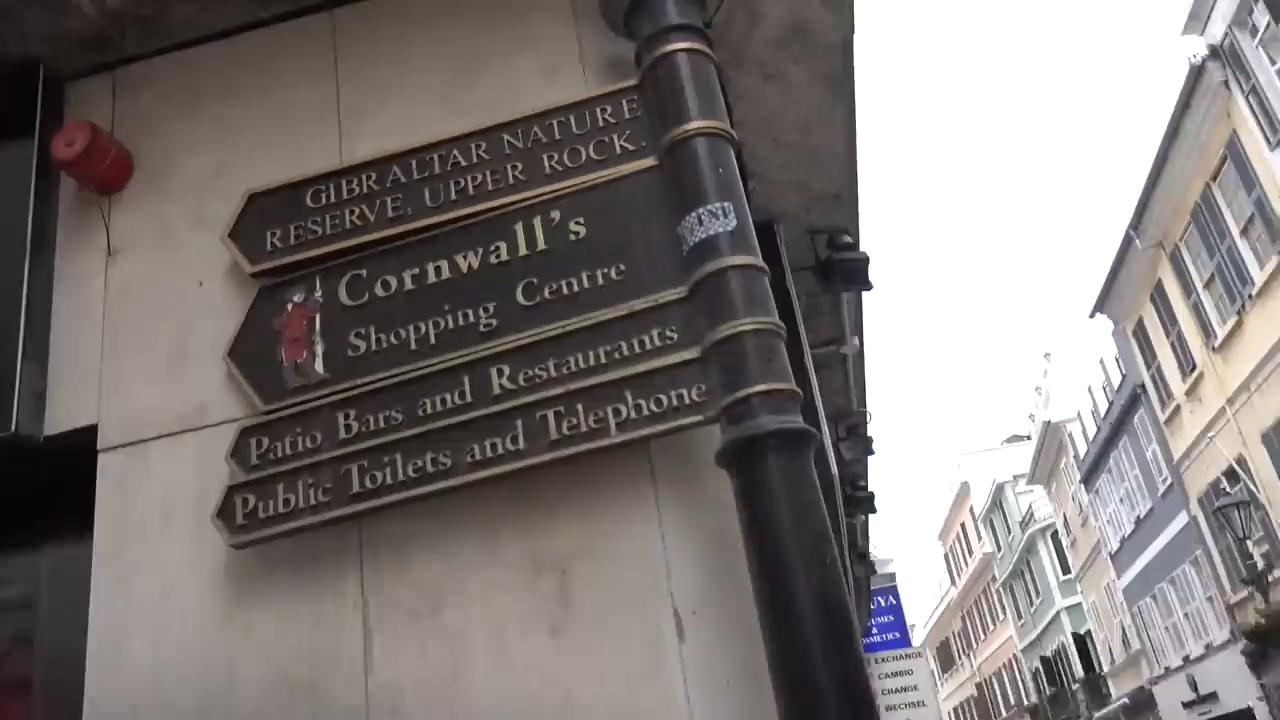 GIBRALTAR NATURE
RESERVE, UPPER ROCK.
Cornwall's
Shopping Centre
Patio Bars and Restaurants
Public Toilets and Telephone
&
EXCHANGE
CAMBIO
CHANGE
WECHSEL